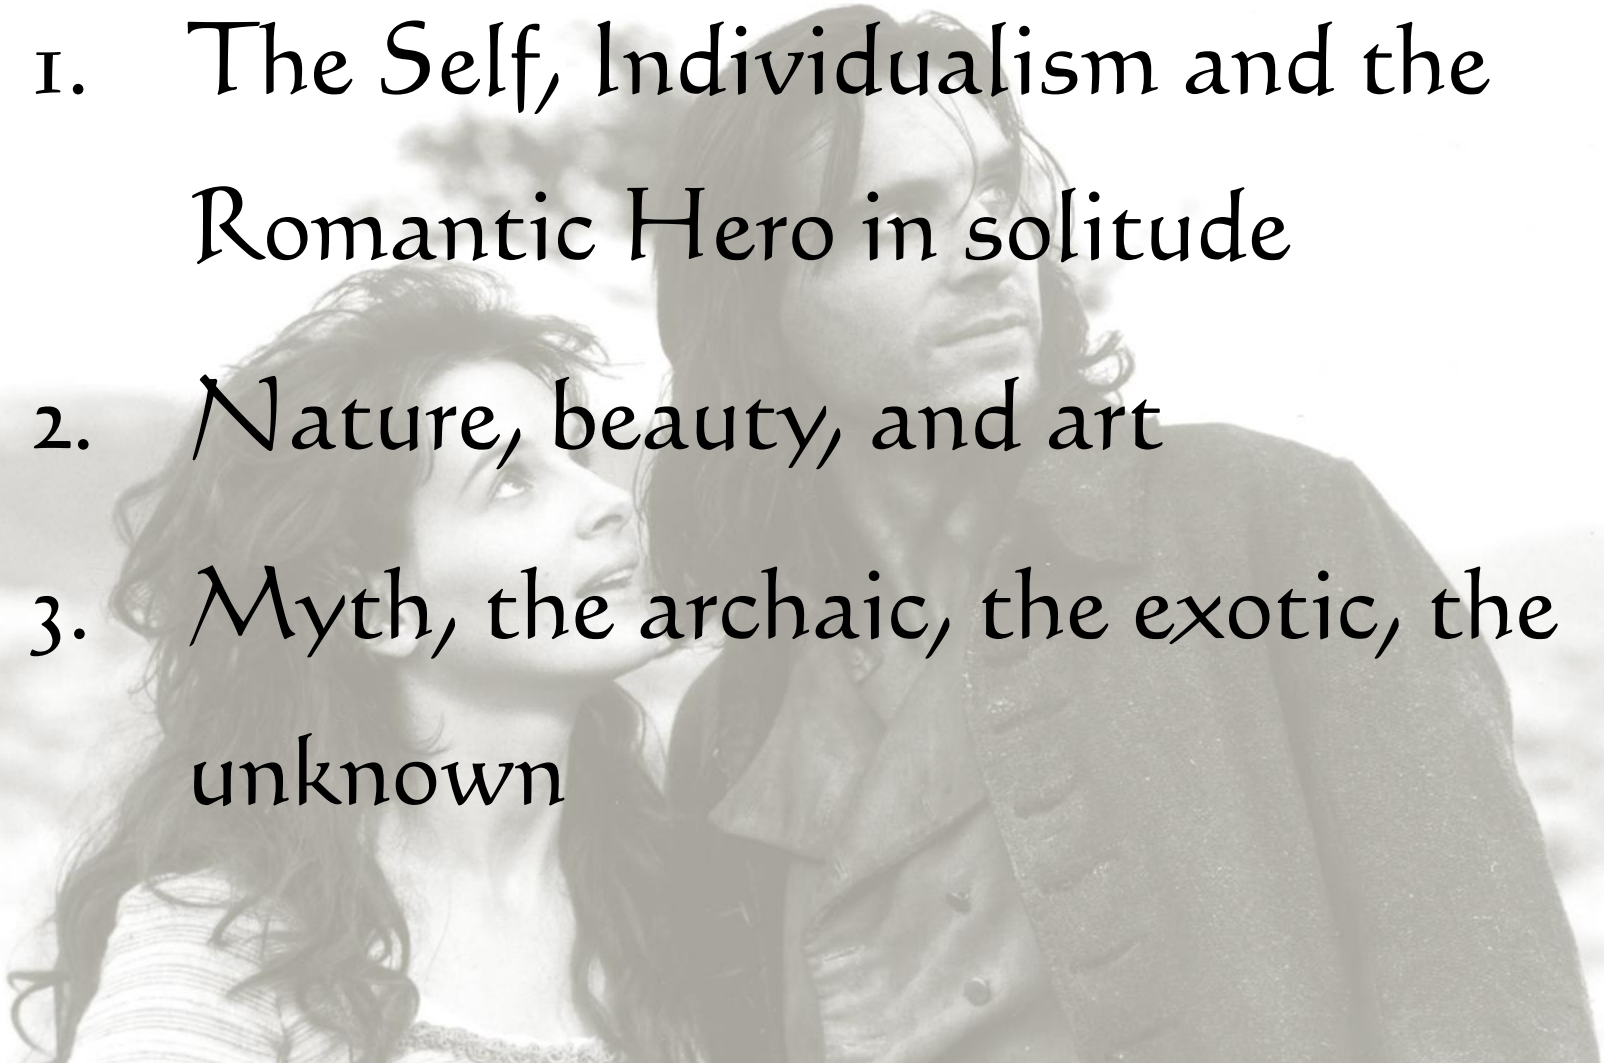 1. The Self, Individualism and the
Romantic Hero in solitude
2. Nature, beauty, and art
3. Myth, the archaic, the exotic, the
unknown